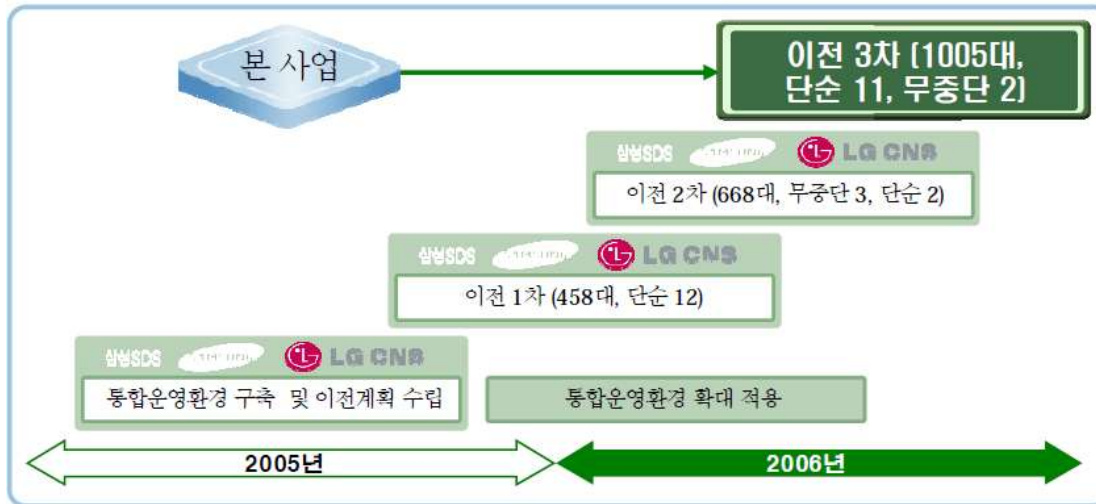 본 사업
이전 3차 (1005대,
단순 11, 무중단 2)
삼성SDS LG CNS
이전 2차 (668대, 무중단 3, 단순 2)
삼성SDS LG CNS
이전 1차 (458대, 단순 12)
삼성SDS LG CNS
통합운영환경 구축 및 이전계획 수립
통합운영환경 확대 적용
2005년
2006년